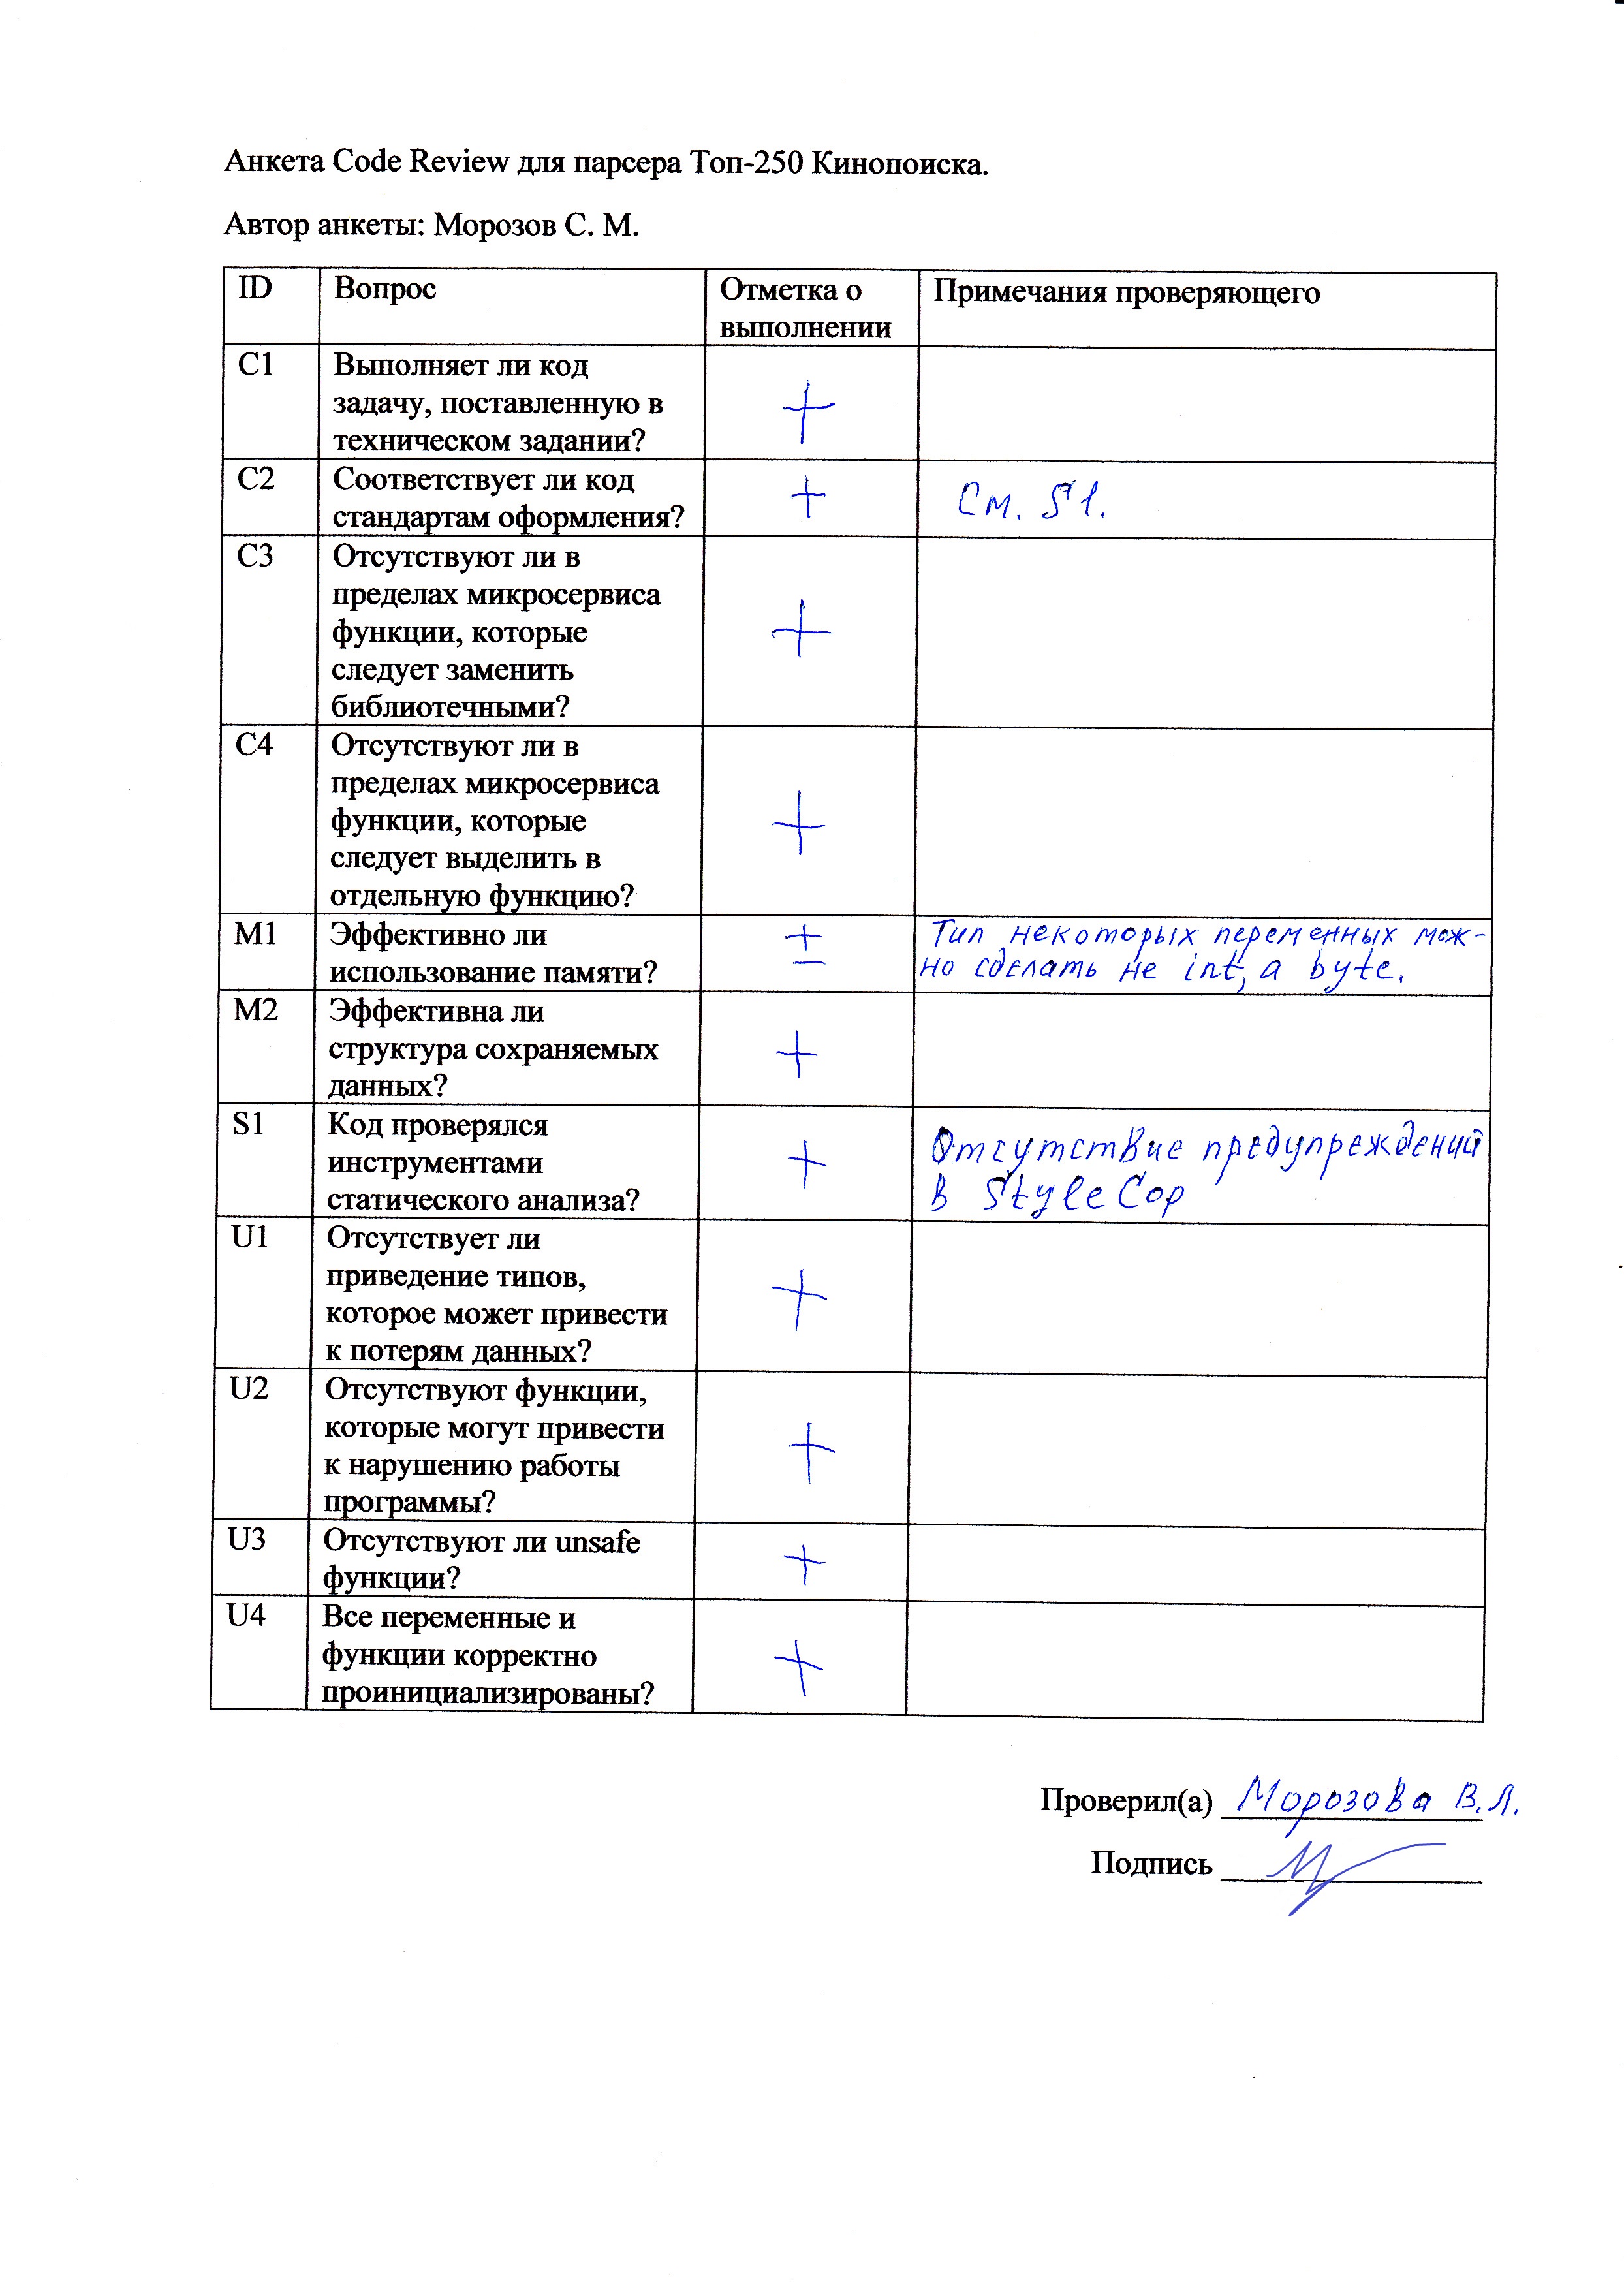 Анкета Code Review для парсера Топ-250 Кинопоиска.
Автор анкеты: Морозов С. М.
ID Вопрос Отметка о выполнении Примечания проверяющего
C1 Выполняет ли код
задачу, поставленную в
техническом задании?
+
C2 Соответствует ли код
стандартам оформления?
+
См. S1.
C3 Отсутствуют ли в
пределах микросервиса
функции, которые
следует заменить
библиотечными?
+
C4 Отсутствуют ли в
пределах микросервиса
функции, которые
следует выделить в
отдельную функцию?
+
M1 Эффективно ли
использование памяти?
±
Тип некоторых переменных мож-
но сделать не int, а byte.
M2 Эффективна ли
структура сохраняемых
данных?
+
S1 Код проверялся
инструментами
статического анализа?
+
Отсутствие предупреждений
в StyleCop
U1 Отсутствует ли
приведение типов,
которое может привести
к потерям данных?
+
U2 Отсутствуют функции,
которые могут привести
к нарушению работы
программы?
+
U3 Отсутствуют ли unsafe
функции?
+
U4 Все переменные и
функции корректно
проинициализированы?
+
Проверил(а) Морозова В.Л.
Подпись